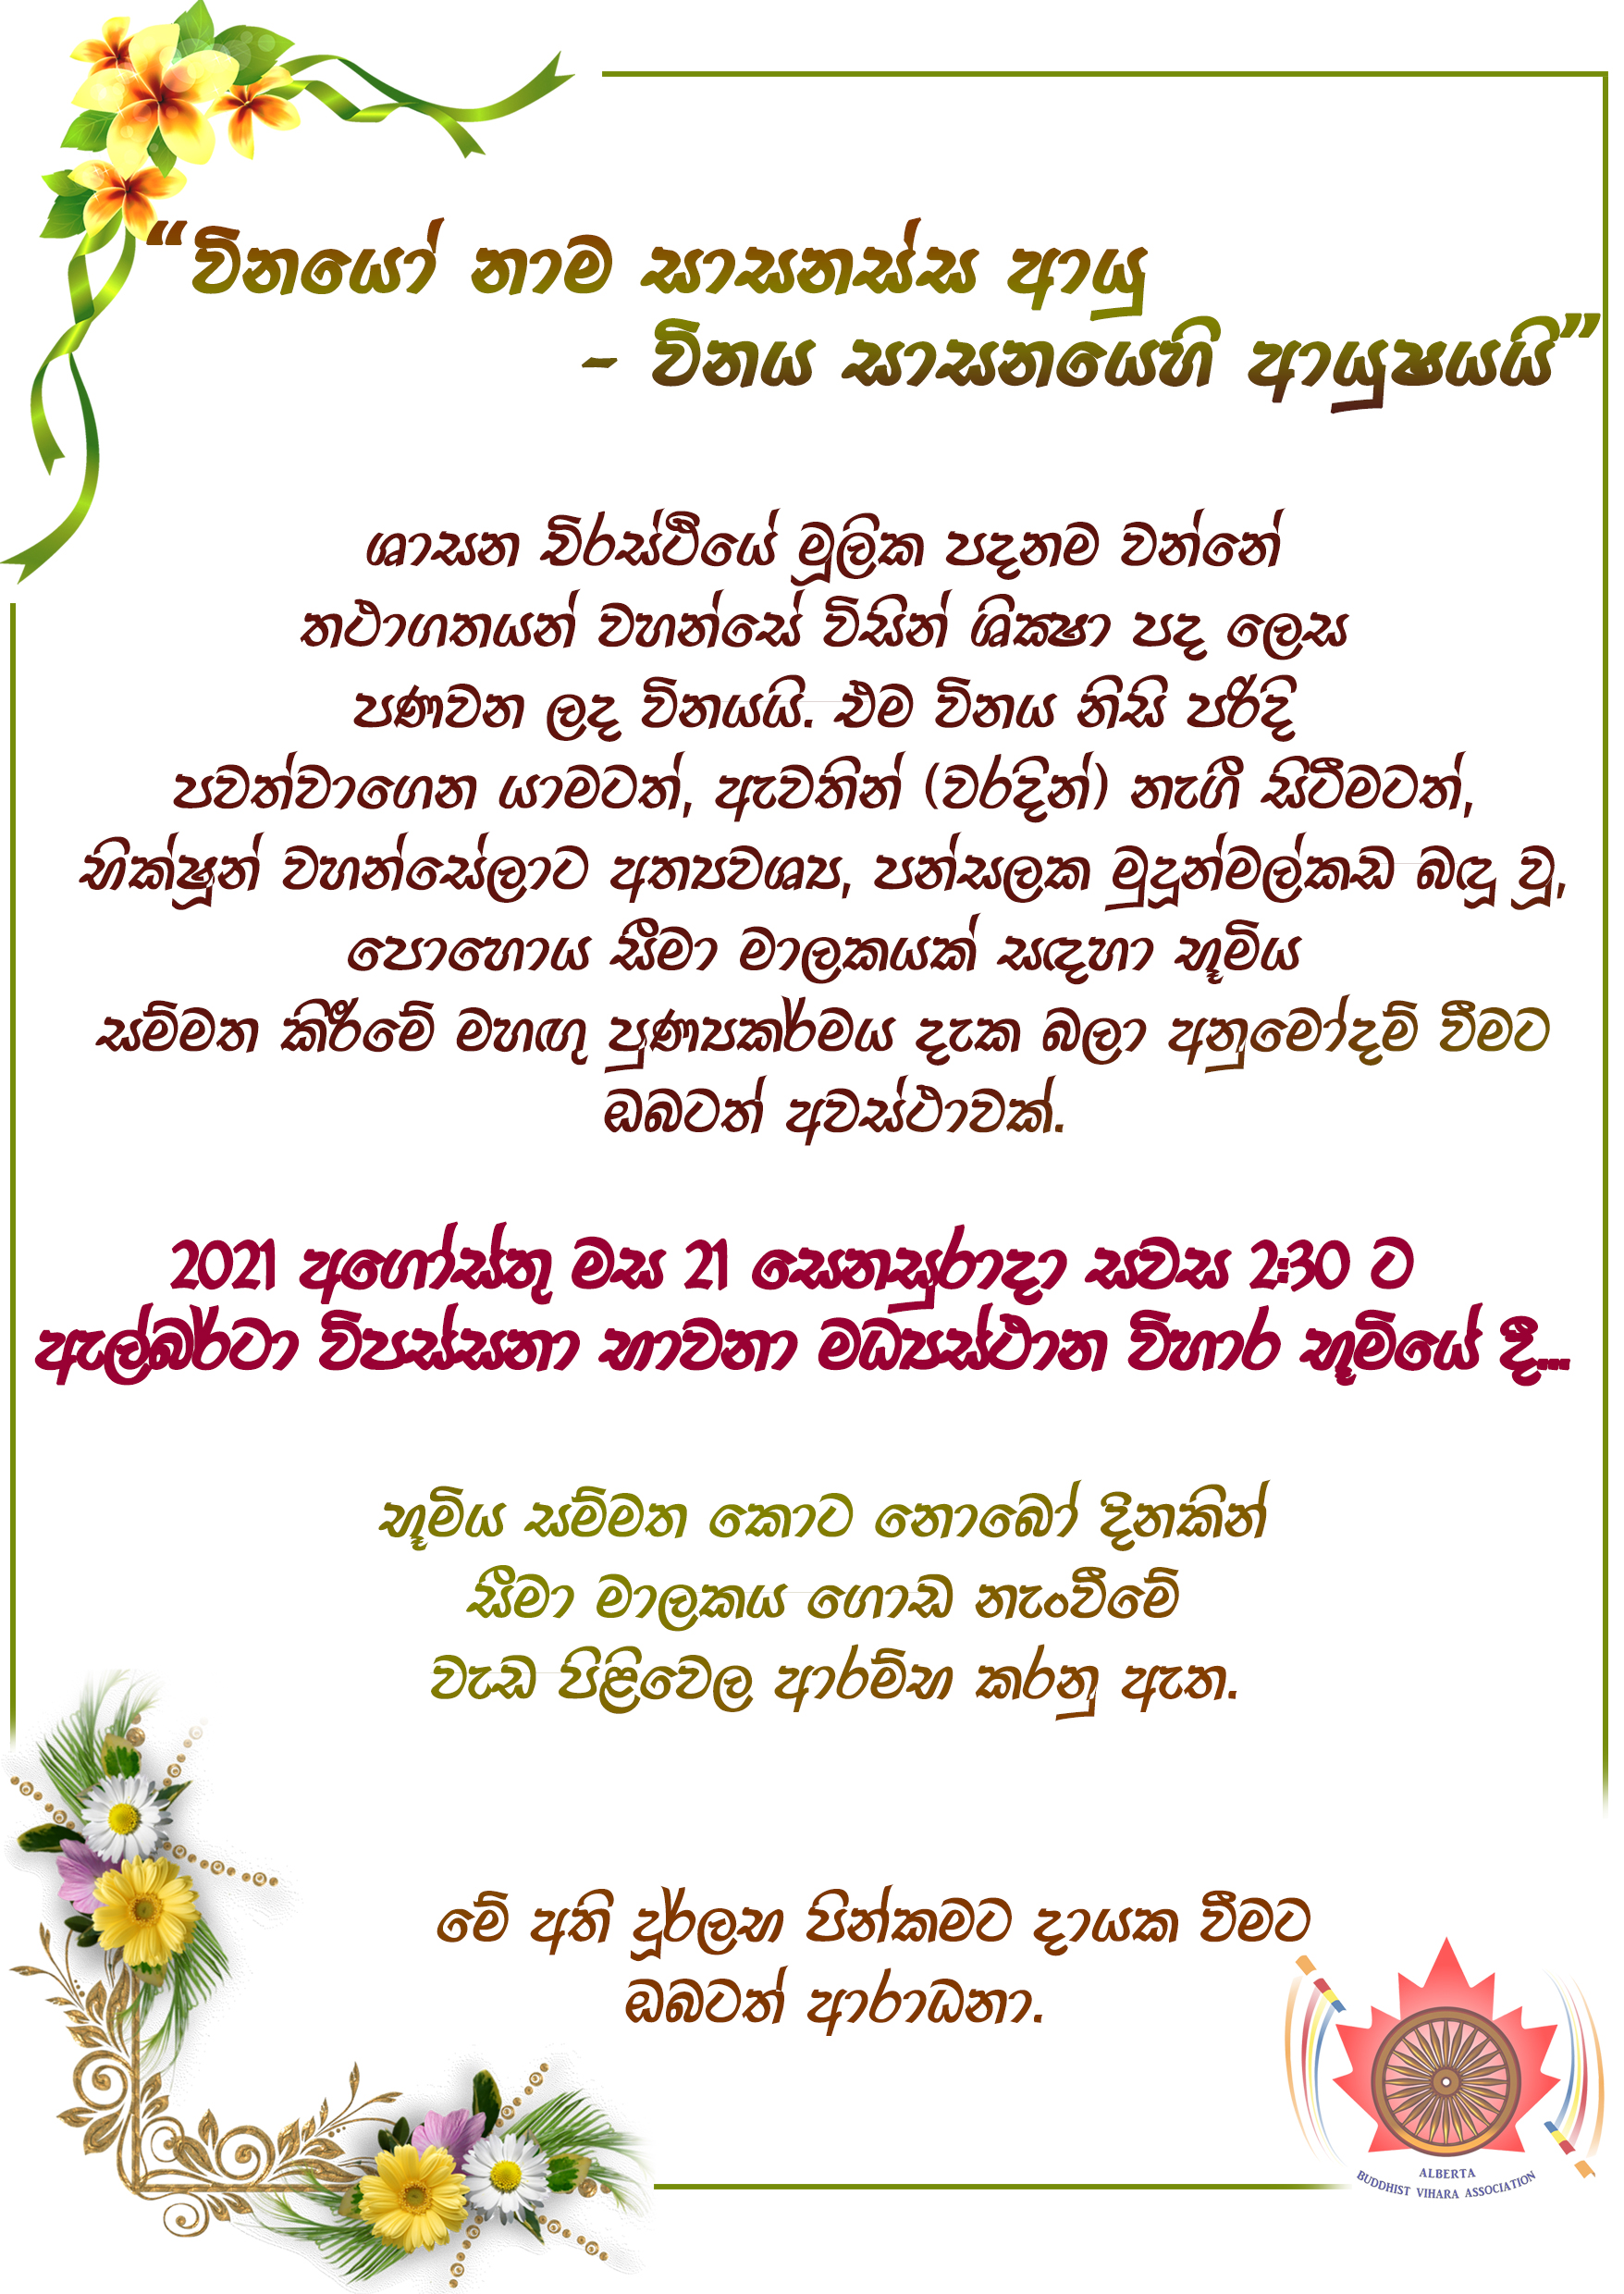 “විනයෝ නාම සාසනස්ස ආයු
- විනය සාසනයෙහි ආයුෂයයි”
ශාසන චිරස්ථියේ මූලික පදනම වන්නේ
තථාගතයන් වහන්සේ විසින් ශික්‍ෂා පද ලෙස
පණවන ලද විනයයි. එම විනය නිසි පරිදි
පවත්වාගෙන යාමටත්, ඇවතින් (වරදින්) නැගී සිටීමටත්,
භික්ෂූන් වහන්සේලාට අත්‍යවශ්‍ය, පන්සලක මුදූන්මල්කඩ බඳූ වූ,
පොහොය සීමා මාලකයක් සඳහා භූමිය
සම්මත කිරීමේ මහඟු පුණ්‍යකර්මය දැක බලා අනුමෝදම් වීමට
ඔබටත් අවස්ථාවක්.
2021 අගෝස්තු මස 21 සෙනසුරාදා සවස 2:30 ට
ඇල්බර්ටා විපස්සනා භාවනා මධ්‍යස්ථාන විහාර භූමියේ දී...
භූමිය සම්මත කොට නොබෝ දිනකින්
සීමා මාලකය ගොඩ නැංවීමේ
වැඩ පිළිවෙල ආරම්භ කරනු ඇත.
මේ අති දූර්ලභ පින්කමට දායක වීමට
ඔබටත් ආරාධනා.
ALBERTA
BUDDHIST VIHARA ASSOCIATION